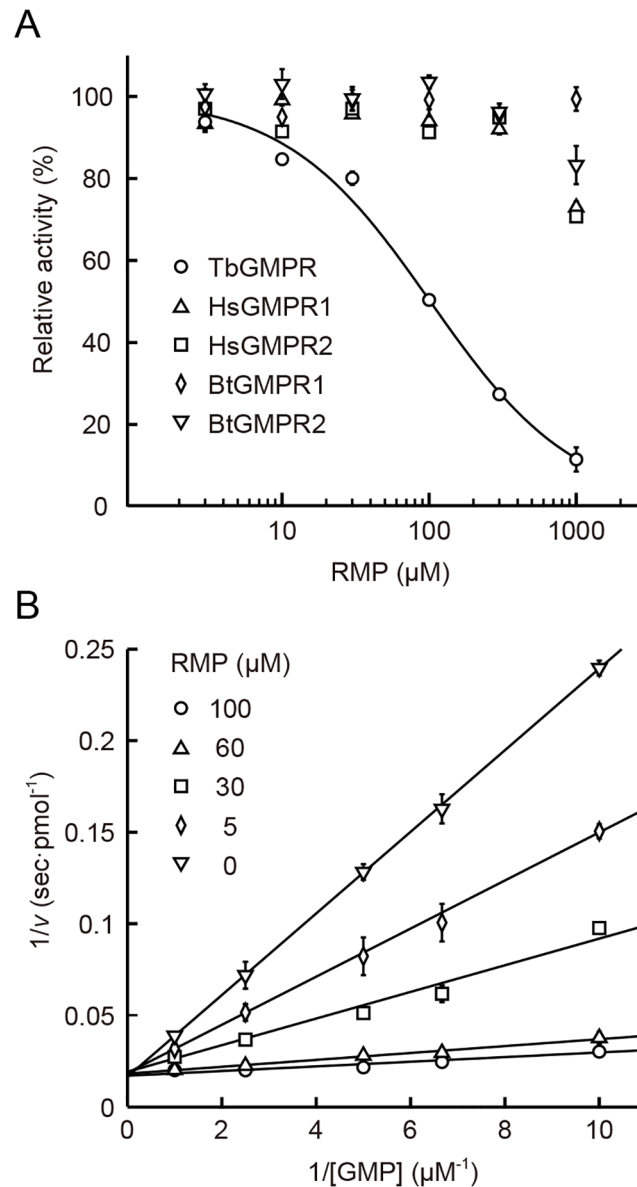 A
Relative activity (%)
100
80
60
40
20
0
TbGMPR
HsGMPR1
HsGMPR2
BtGMPR1
BtGMPR2
10 100 1000
RMP (µM)
B
1/v (sec·pmol⁻¹)
0.25
0.2
0.15
0.1
0.05
0
RMP (µM)
100
60
30
5
0
0 2 4 6 8 10
1/[GMP] (µM⁻¹)